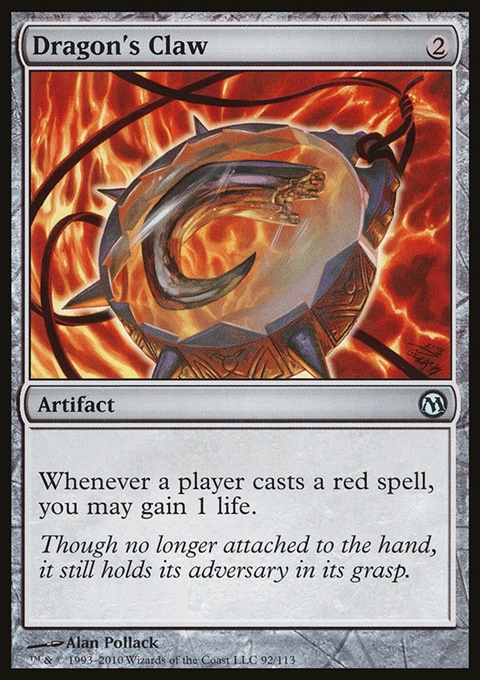 Dragon's Claw 2
Artifact
Whenever a player casts a red spell,
you may gain 1 life.
Though no longer attached to the hand,
it still holds its adversary in its grasp.
Alan Pollack
™ & © 1993–2010 Wizards of the Coast LLC 92/113